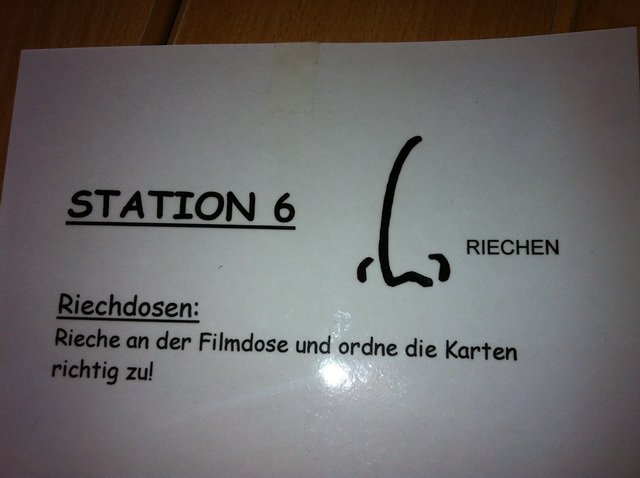 STATION 6
RIECHEN
Riechdosen:
Rieche an der Filmdose und ordne die Karten
richtig zu!